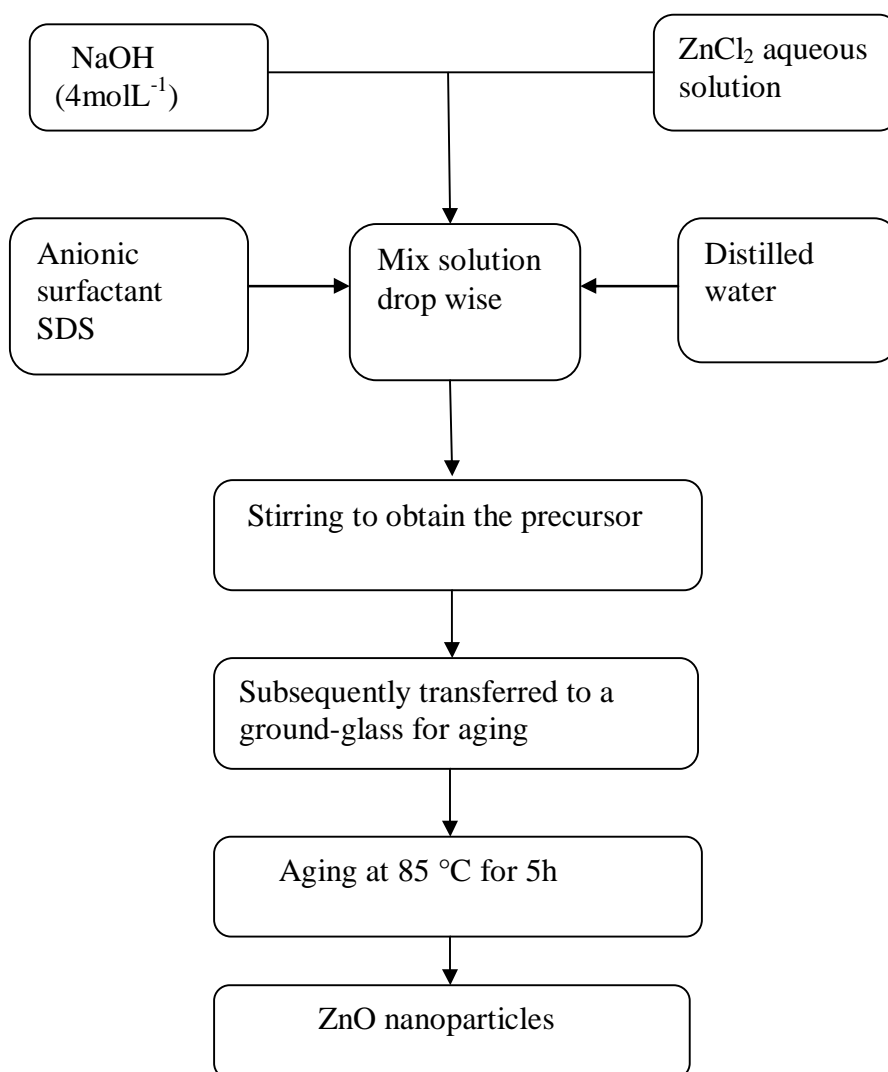 NaOH
(4molL⁻¹)
ZnCl₂ aqueous
solution
Anionic
surfactant
SDS
Mix solution
drop wise
Distilled
water
Stirring to obtain the precursor
Subsequently transferred to a
ground-glass for aging
Aging at 85 °C for 5h
ZnO nanoparticles